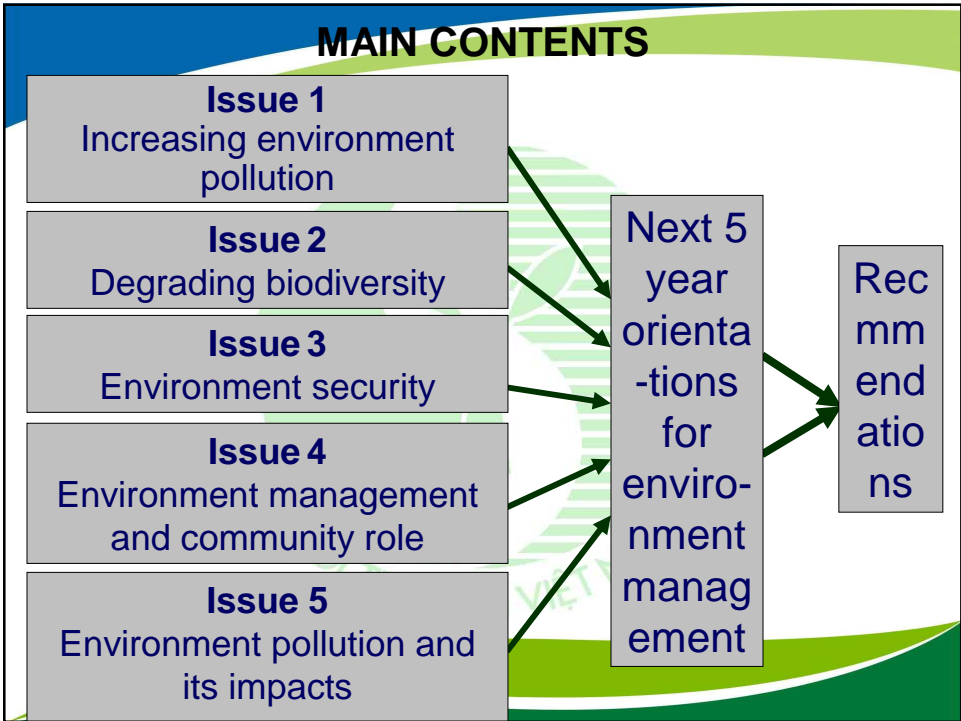 MAIN CONTENTS
Issue 1
Increasing environment
pollution
Issue 2
Degrading biodiversity
Issue 3
Environment security
Issue 4
Environment management
and community role
Issue 5
Environment pollution and
its impacts
Next 5
year
orienta
-tions
for
enviro-
nment
manag
ement
Rec
mm
end
atio
ns
VIỆT